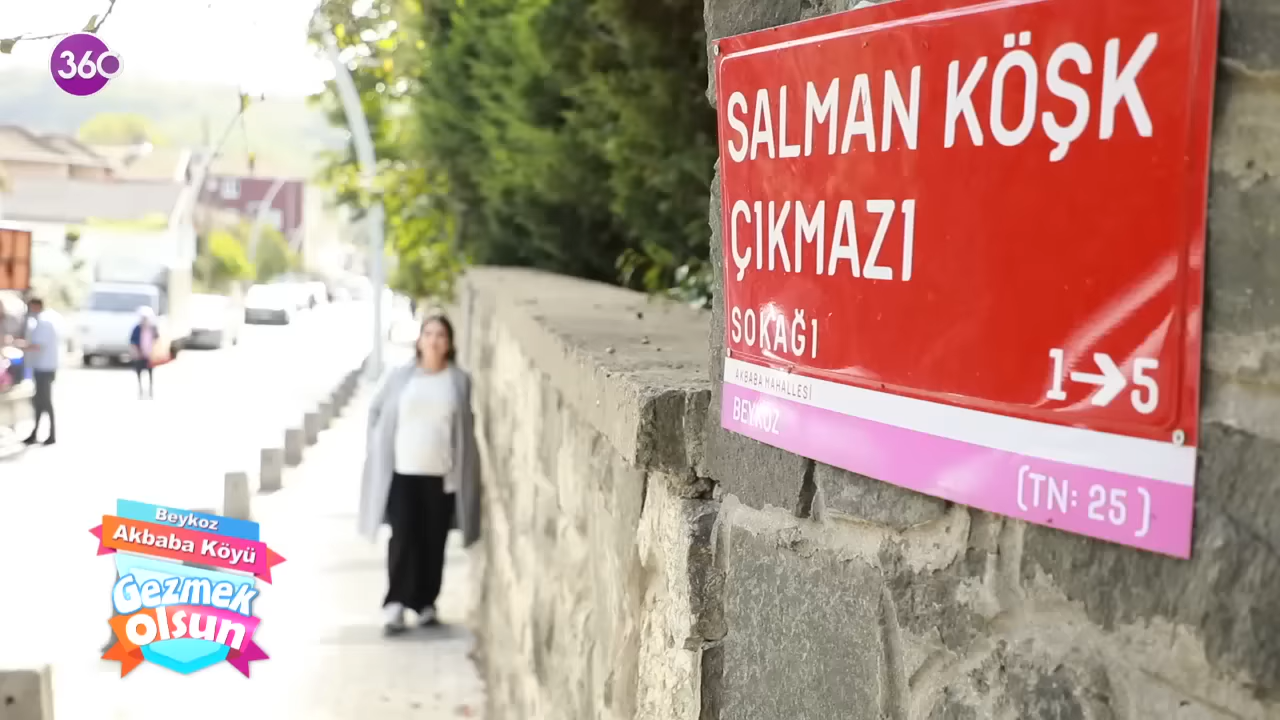 360
SALMAN KÖŞK
ÇIKMAZI
SOKAĞI
1→5
AKBABA MAHALLESİ
BEYKOZ
(TN: 25)
Beykoz
Akbaba Köyü
Gezmek
olsun